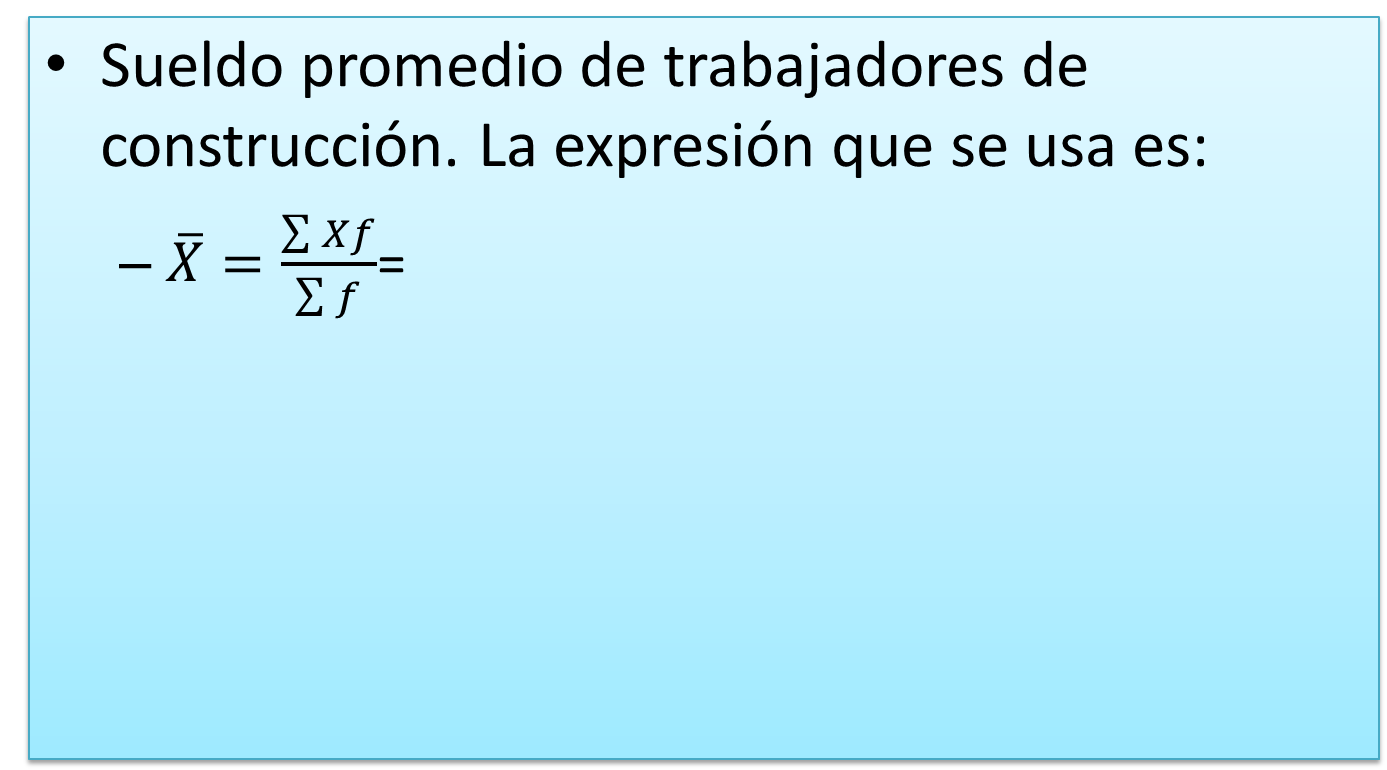 • Sueldo promedio de trabajadores de
construcción. La expresión que se usa es:
– X̄ = ∑ Xf / ∑ f =